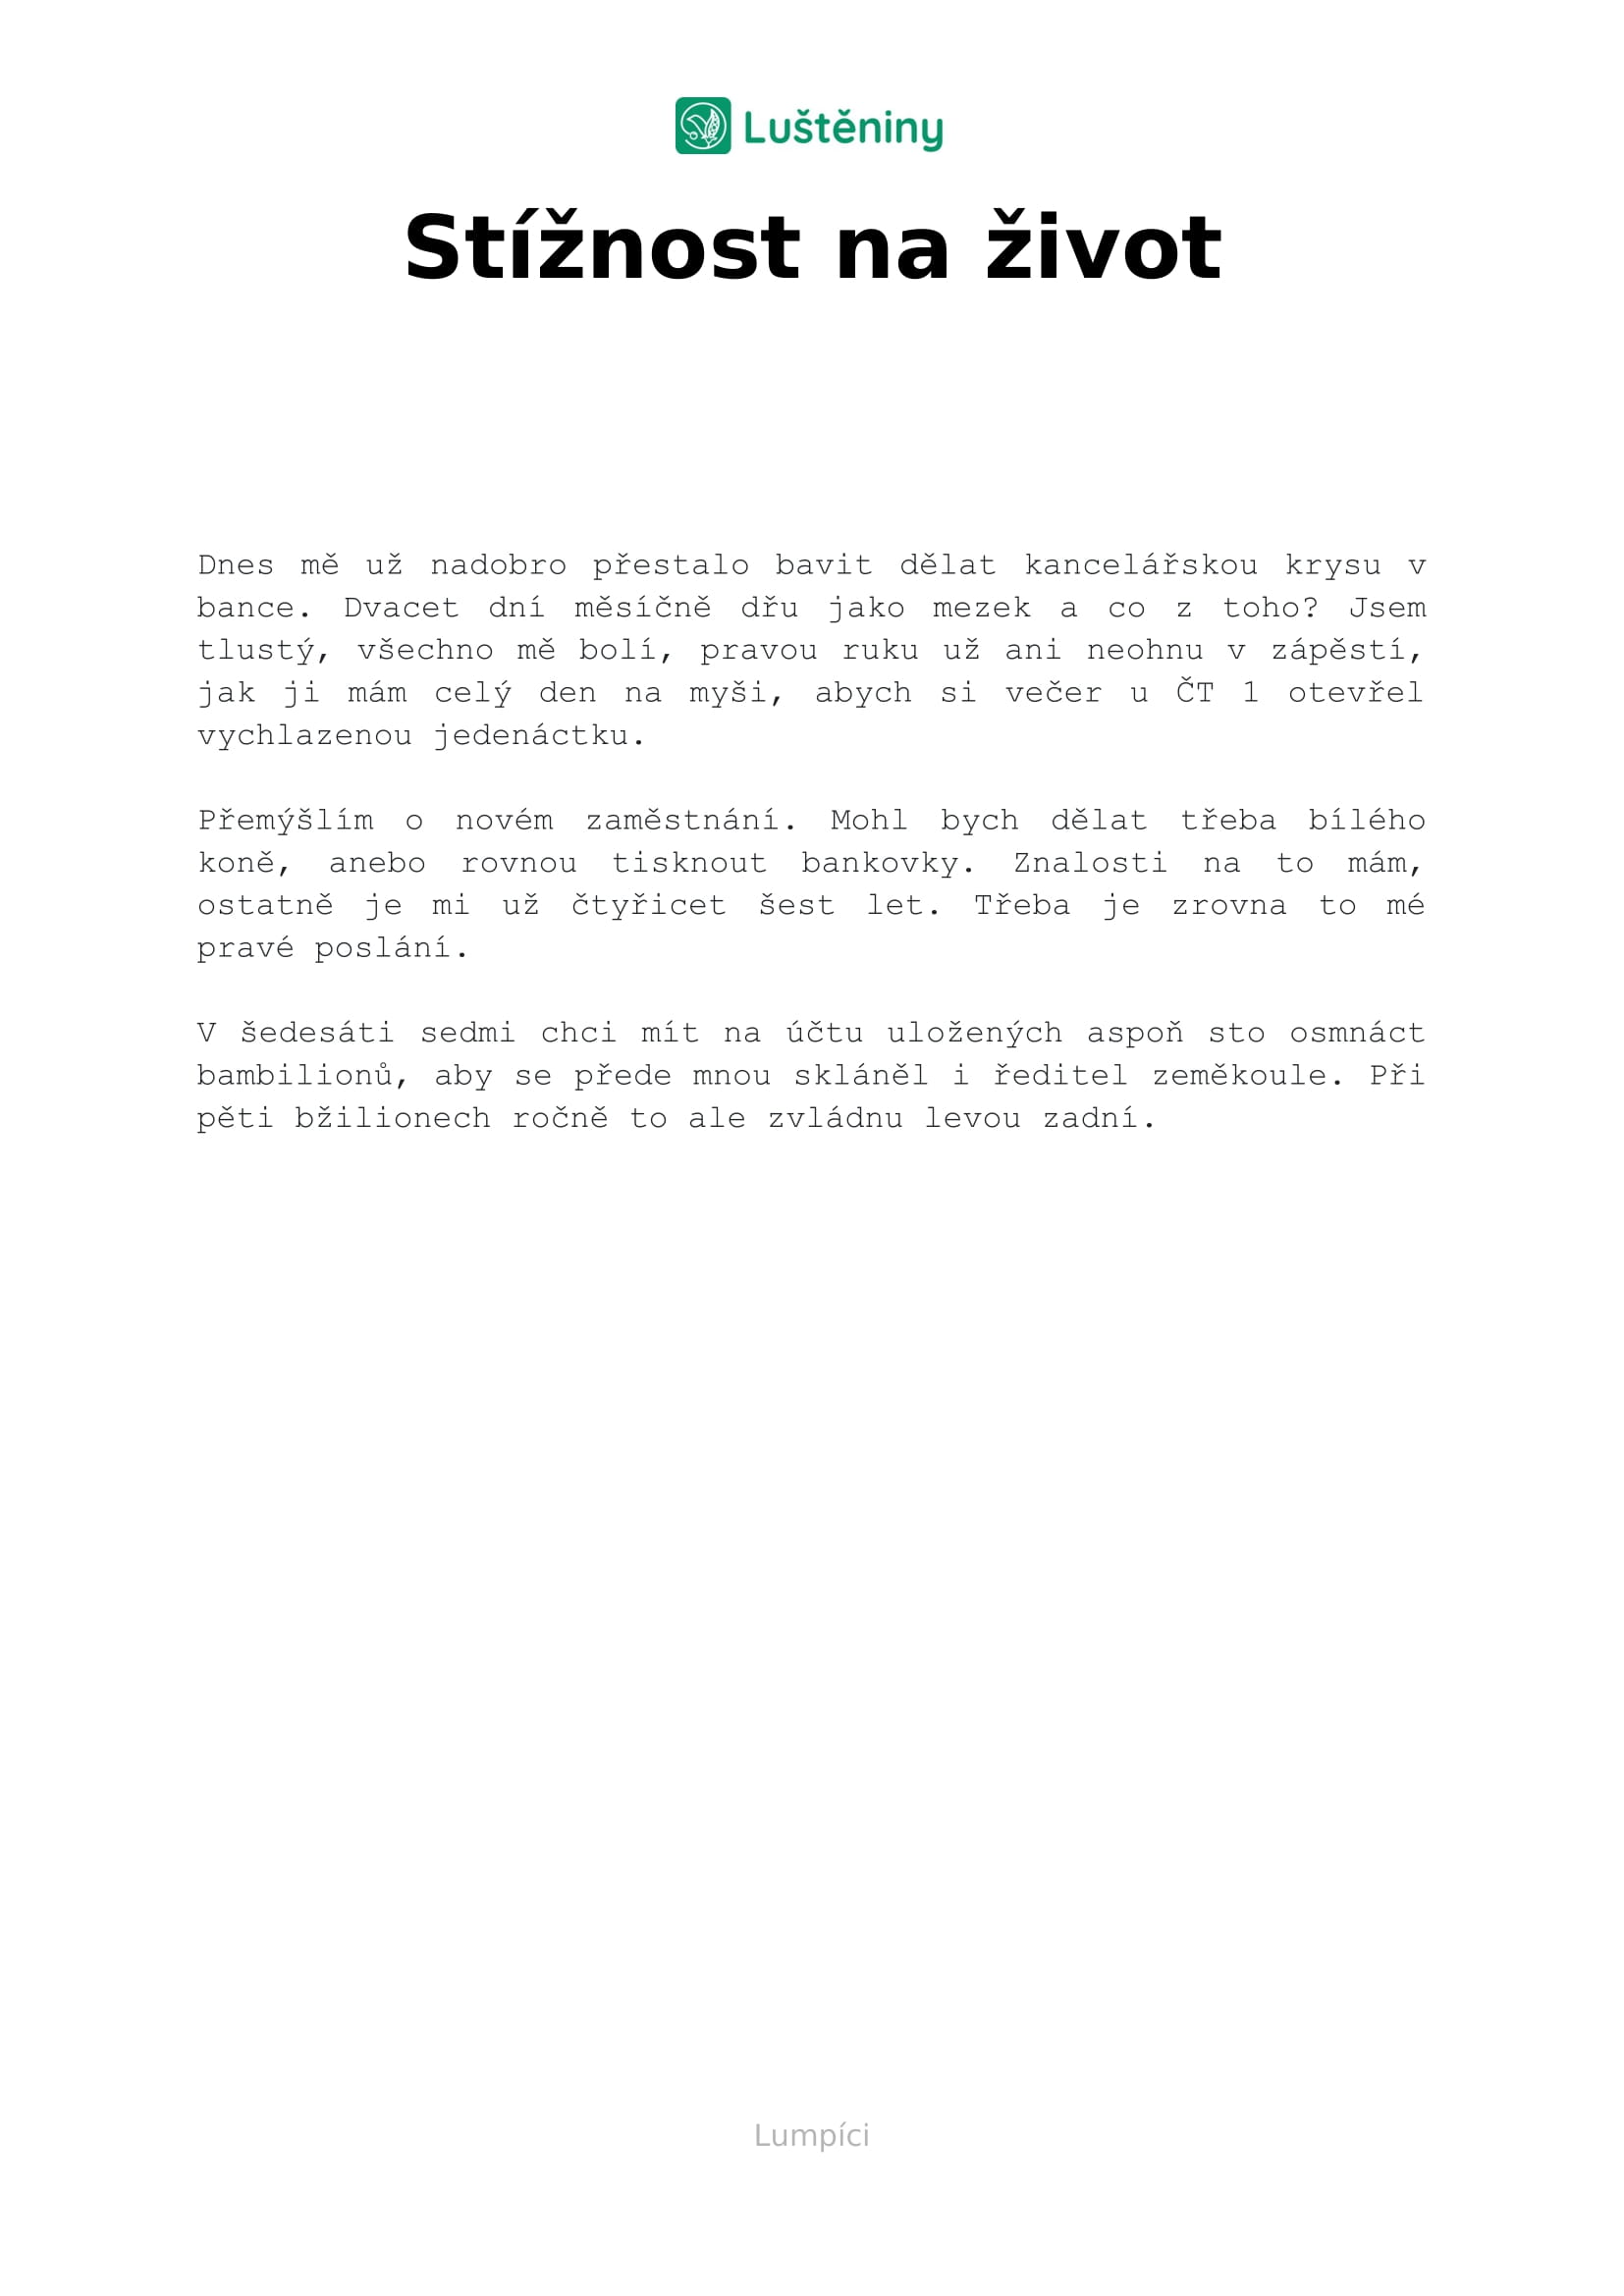 Luštěniny
Stížnost na život
Dnes mě už nadobro přestalo bavit dělat kancelářskou krysu v
bance. Dvacet dní měsíčně dřu jako mezek a co z toho? Jsem
tlustý, všechno mě bolí, pravou ruku už ani neohnu v zápěstí,
jak ji mám celý den na myši, abych si večer u ČT 1 otevřel
vychlazenou jedenáctku.
Přemýšlím o novém zaměstnání. Mohl bych dělat třeba bílého
koně, anebo rovnou tisknout bankovky. Znalosti na to mám,
ostatně je mi už čtyřicet šest let. Třeba je zrovna to mé
pravé poslání.
V šedesáti sedmi chci mít na účtu uložených aspoň sto osmnáct
bambilionů, aby se přede mnou skláněl i ředitel zeměkoule. Při
pěti bžilionech ročně to ale zvládnu levou zadní.
Lumpíci